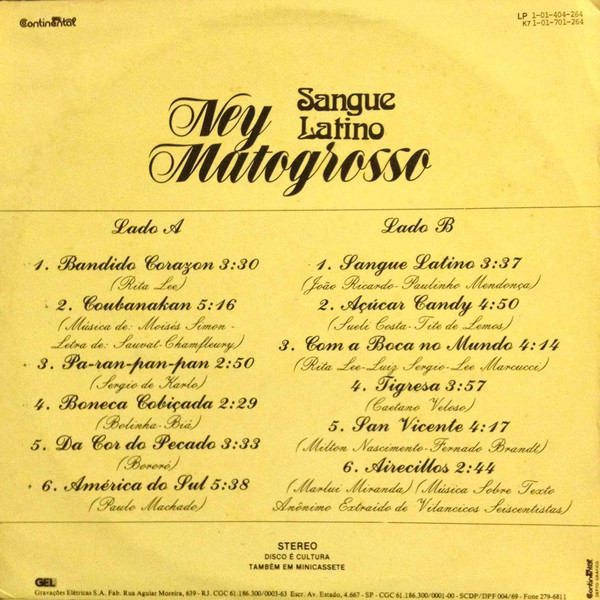 Continental
LP 1-01-404-264
K7 1-01-701-264
Ney Matogrosso
Sangue
Latino
Lado A
1. Bandido Corazon 3:30
(Rita Lee)
2. Coubanakan 5:16
(Música de: Moisés Simon-
Letra de: Sauval-Chamfleury)
3. Pa-ran-pan-pan 2:50
(Sergio de Karlo)
4. Boneca Cobiçada 2:29
(Bolinha-Biá)
5. Da Cor do Pecado 3:33
(Bororó)
6. América do Sul 5:38
(Paulo Machado)
Lado B
1. Sangue Latino 3:37
(João Ricardo-Paulinho Mendonça)
2. Açúcar Candy 4:50
(Sueli Costa-Tite de Lemos)
3. Com a Boca no Mundo 4:14
(Rita Lee-Luiz Sergio-Lee Marcucci)
4. Tigresa 3:57
(Caetano Veloso)
5. San Vicente 4:17
(Milton Nascimento-Fernado Brandt)
6. Airecillos 2:44
(Marlui Miranda) (Música Sobre Texto
Anônimo Extraido de Vilancicos Seiscentistas)
STEREO
DISCO É CULTURA
TAMBÉM EM MINICASSETE
GEL
Gravações Elétricas S.A. Fab. Rua Aguiar Moreira, 639 - RJ. CGC 61.186.300/0003-63 Escr. Av. Estado, 4.667 - SP - CGC 61.186.300/0001-00 - SCDP/DPF 004/69 - Fone 279-6811
Continental